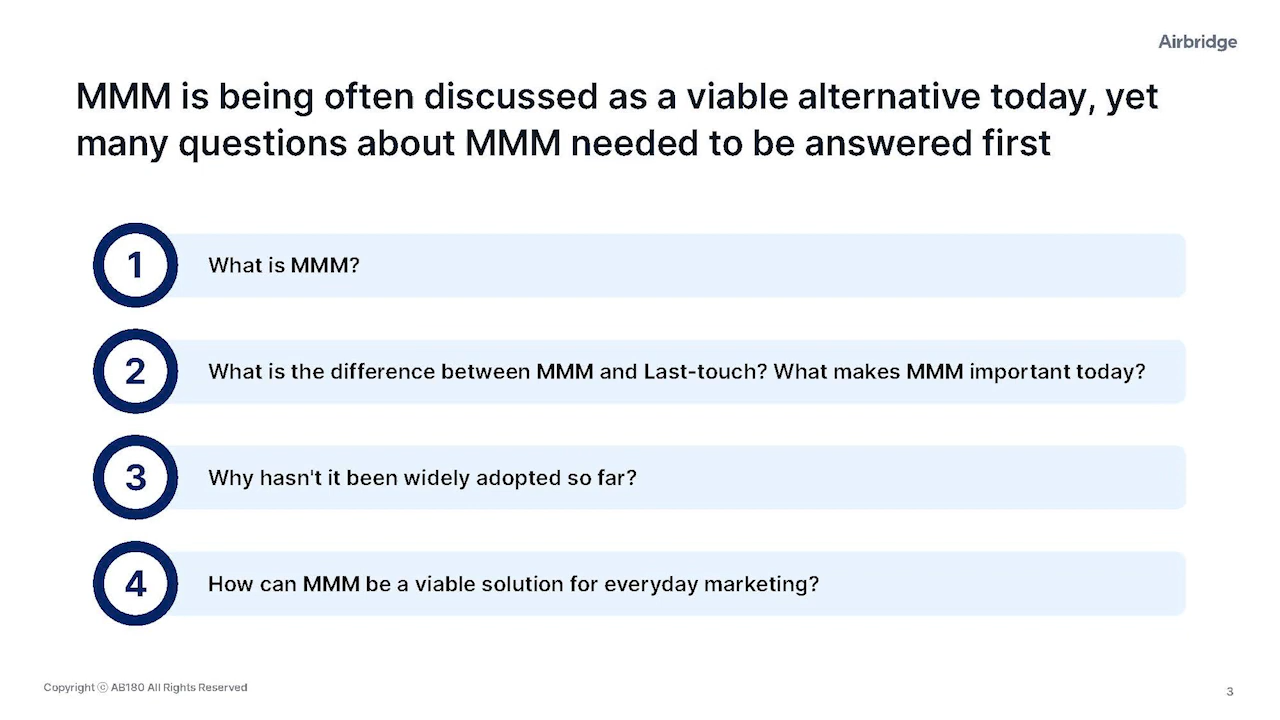 Airbridge
MMM is being often discussed as a viable alternative today, yet
many questions about MMM needed to be answered first
1
What is MMM?
2
What is the difference between MMM and Last-touch? What makes MMM important today?
3
Why hasn't it been widely adopted so far?
4
How can MMM be a viable solution for everyday marketing?
Copyright ⓒ AB180 All Rights Reserved
3